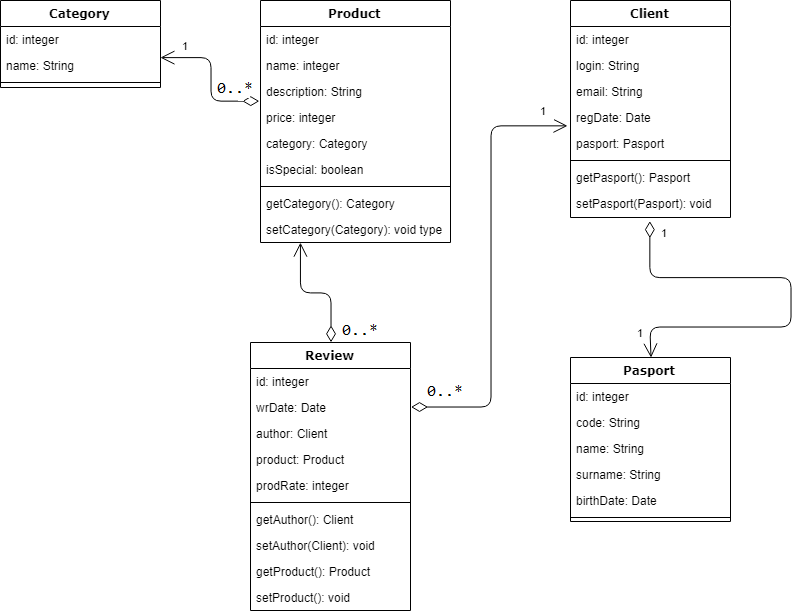 Category
id: integer
name: String
1
0..*
Product
id: integer
name: integer
description: String
price: integer
category: Category
isSpecial: boolean
getCategory(): Category
setCategory(Category): void type
Client
id: integer
login: String
email: String
regDate: Date
pasport: Pasport
getPasport(): Pasport
setPasport(Pasport): void
1
1
0..*
Review
id: integer
wrDate: Date
author: Client
product: Product
prodRate: integer
getAuthor(): Client
setAuthor(Client): void
getProduct(): Product
setProduct(): void
0..*
1
Pasport
id: integer
code: String
name: String
surname: String
birthDate: Date